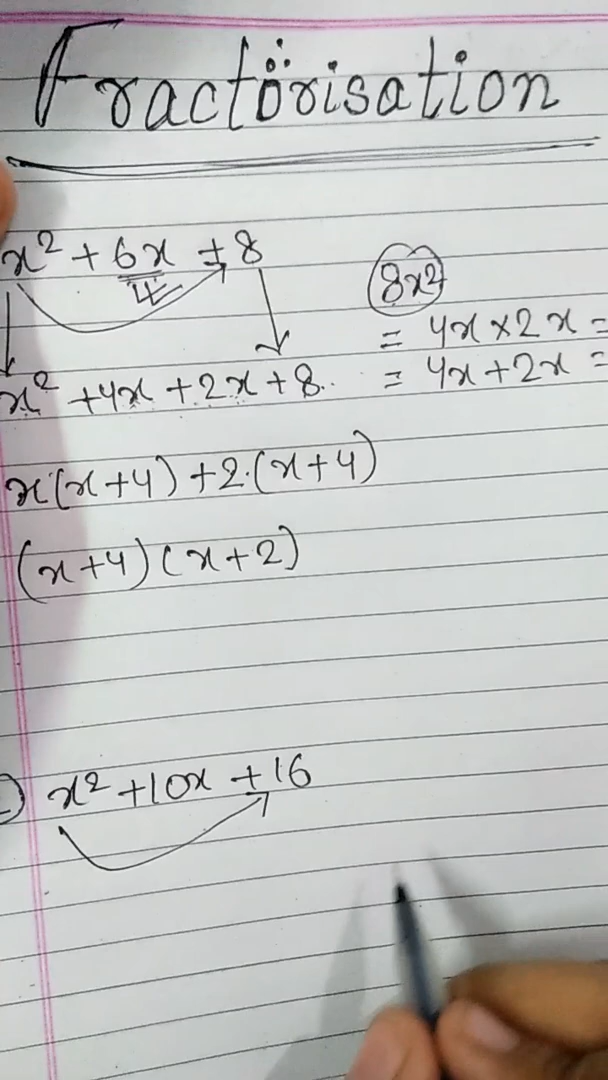 Fractorisation
x² + 6x + 8
8x²
= 4x × 2x =
x² + 4x + 2x + 8
= 4x + 2x =
x(x+4) + 2(x+4)
(x+4)(x+2)
x² + 10x + 16